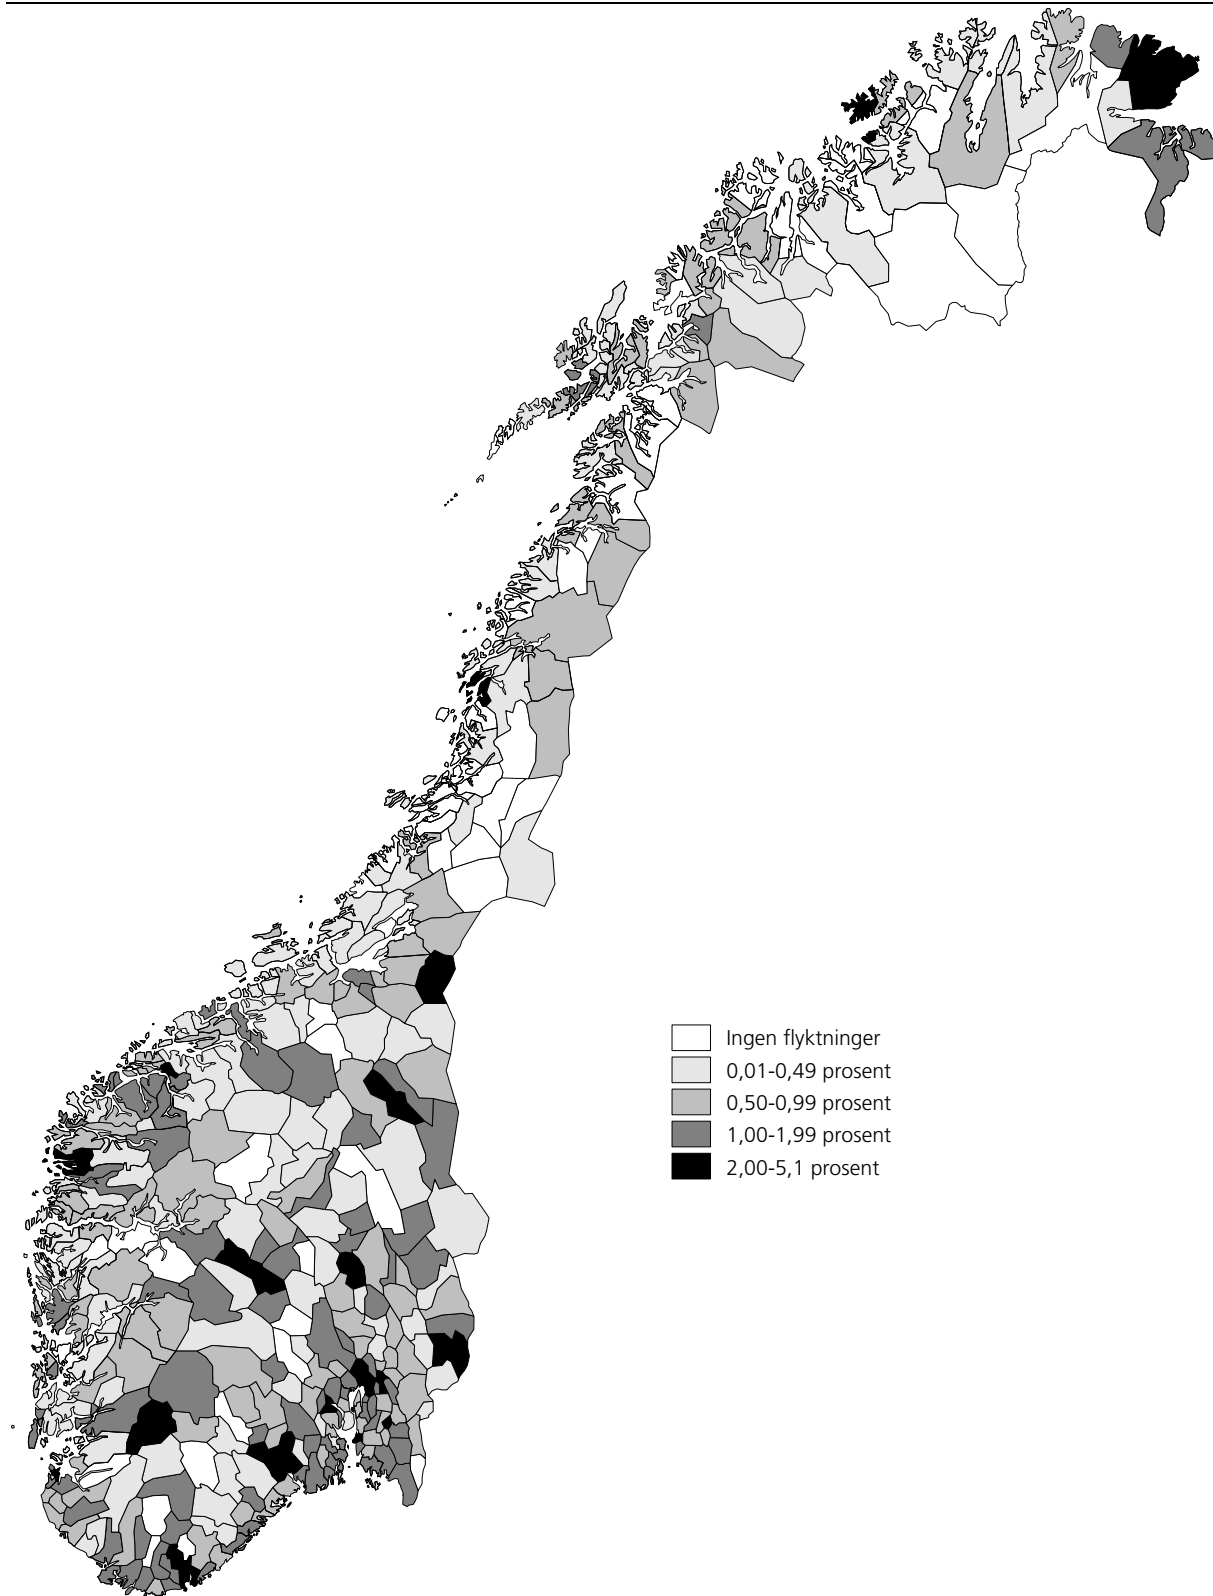 Ingen flyktninger
0,01-0,49 prosent
0,50-0,99 prosent
1,00-1,99 prosent
2,00-5,1 prosent